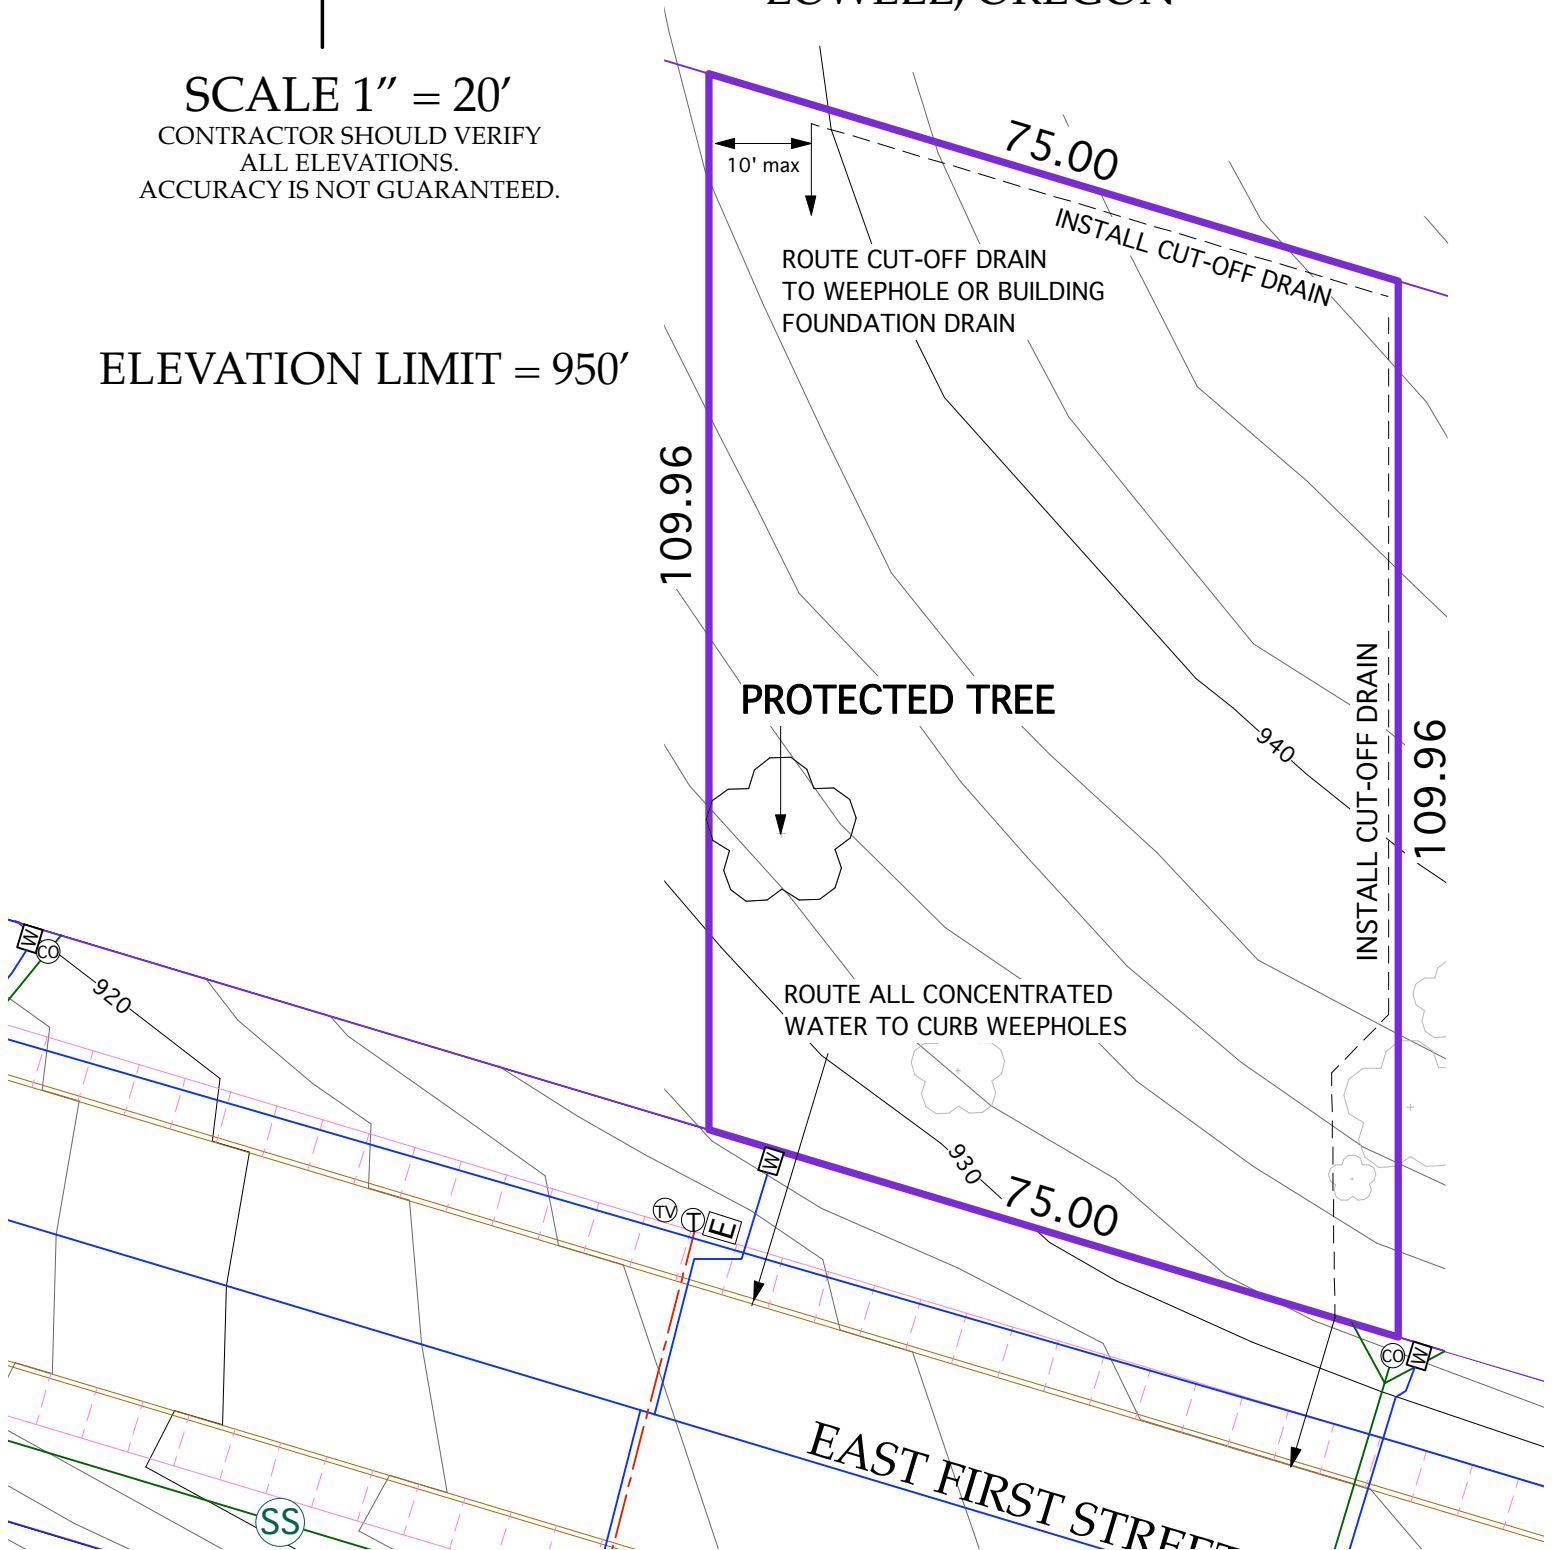 LOWELL, OREGON
SCALE 1″ = 20′
CONTRACTOR SHOULD VERIFY
ALL ELEVATIONS.
ACCURACY IS NOT GUARANTEED.
75.00
10' max
INSTALL CUT-OFF DRAIN
ROUTE CUT-OFF DRAIN
TO WEEPHOLE OR BUILDING
FOUNDATION DRAIN
ELEVATION LIMIT = 950′
109.96
PROTECTED TREE
940
INSTALL CUT-OFF DRAIN
109.96
W
CO
920
ROUTE ALL CONCENTRATED
WATER TO CURB WEEPHOLES
930
75.00
W
TV
T
E
CO
W
EAST FIRST STREET
SS